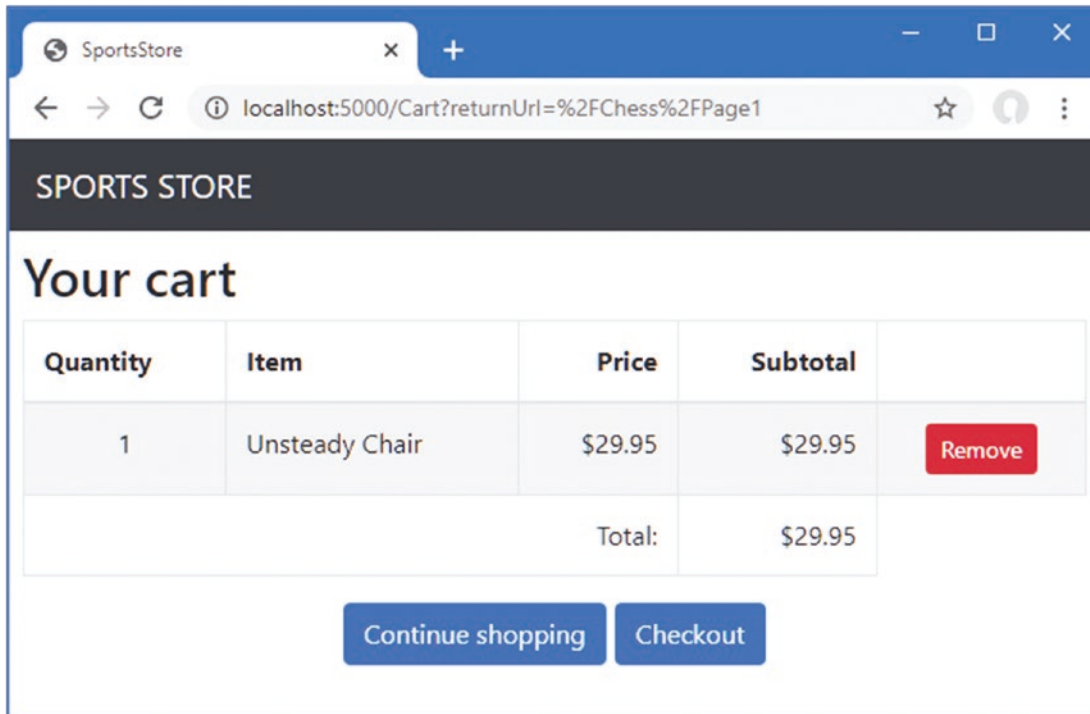 SportsStore
localhost:5000/Cart?returnUrl=%2FChess%2FPage1
SPORTS STORE
Your cart
Quantity Item Price Subtotal
1 Unsteady Chair $29.95 $29.95 Remove
Total: $29.95
Continue shopping Checkout